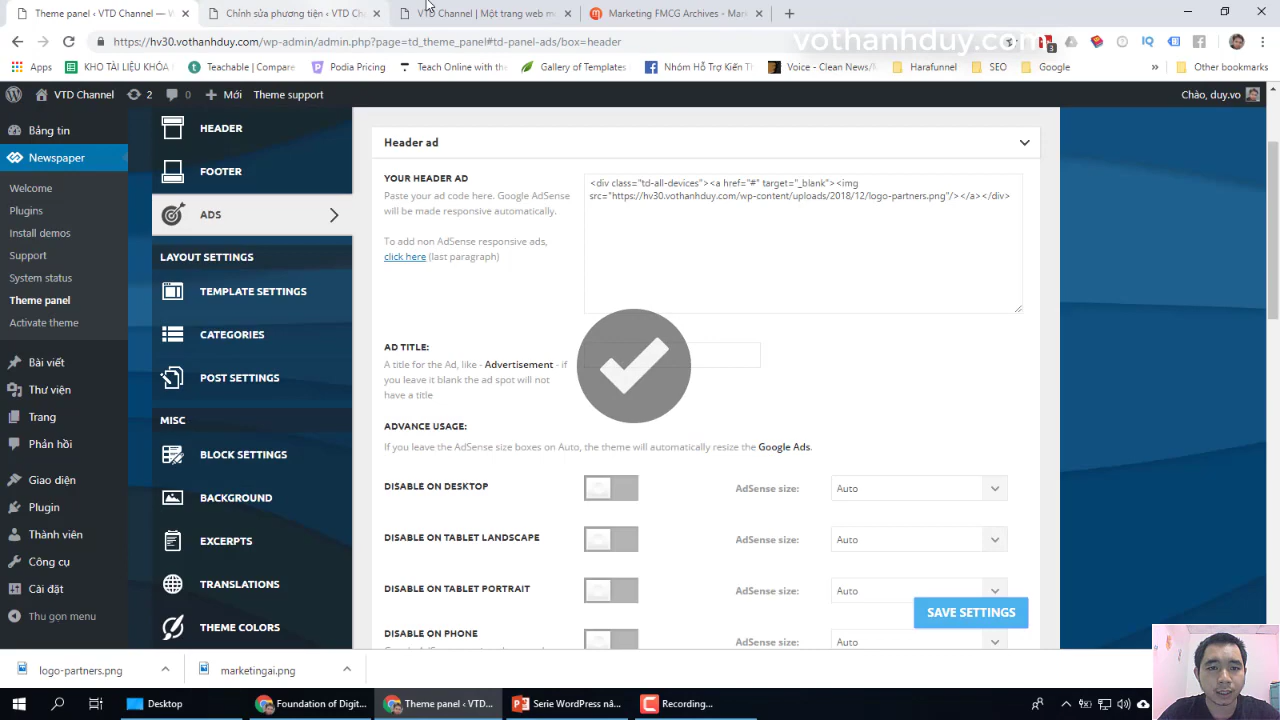 VTD Channel |
Chỉnh sửa phương tiện ‹ VTD Ch
VTD Channel | Một trang web m
Marketing FMCG Archives - Mark
https://hv30.vothanhduy.com/wp-admin/admin.php?page=td_theme_panel#td-panel-ads/box=header
vothanhduy.com
3
Apps
KHO TÀI LIỆU KHÓA
Teachable | Compare
Podia Pricing
Teach Online with the
Gallery of Templates
Nhóm Hỗ Trợ Kiến Th
Voice - Clean News/
Harafunnel
SEO
Google
»
Other bookmarks
VTD Channel
2
0
Mới
Theme support
Chào, duy.vo
Bảng tin
Newspaper
Welcome
Plugins
Install demos
Support
System status
Theme panel
Activate theme
Bài viết
Thư viện
Trang
Phản hồi
Giao diện
Plugin
Thành viên
Công cụ
Cài đặt
Thu gọn menu
HEADER
FOOTER
ADS
LAYOUT SETTINGS
TEMPLATE SETTINGS
CATEGORIES
POST SETTINGS
MISC
BLOCK SETTINGS
BACKGROUND
EXCERPTS
TRANSLATIONS
THEME COLORS
Header ad
YOUR HEADER AD
Paste your ad code here. Google AdSense
will be made responsive automatically.
To add non AdSense responsive ads,
click here (last paragraph)
<div class="td-all-devices"><a href="#" target="_blank"><img
src="https://hv30.vothanhduy.com/wp-content/uploads/2018/12/logo-partners.png"/></a></div>
AD TITLE:
A title for the Ad, like - Advertisement - if
you leave it blank the ad spot will not
have a title
ADVANCE USAGE:
If you leave the AdSense size boxes on Auto, the theme will automatically resize the Google Ads.
DISABLE ON DESKTOP
AdSense size:
Auto
DISABLE ON TABLET LANDSCAPE
AdSense size:
Auto
DISABLE ON TABLET PORTRAIT
AdSense size:
Auto
DISABLE ON PHONE
AdSense size:
Auto
SAVE SETTINGS
logo-partners.png
marketingai.png
Desktop
Foundation of Digit...
Theme panel ‹ VTD...
Serie WordPress nâ...
Recording...